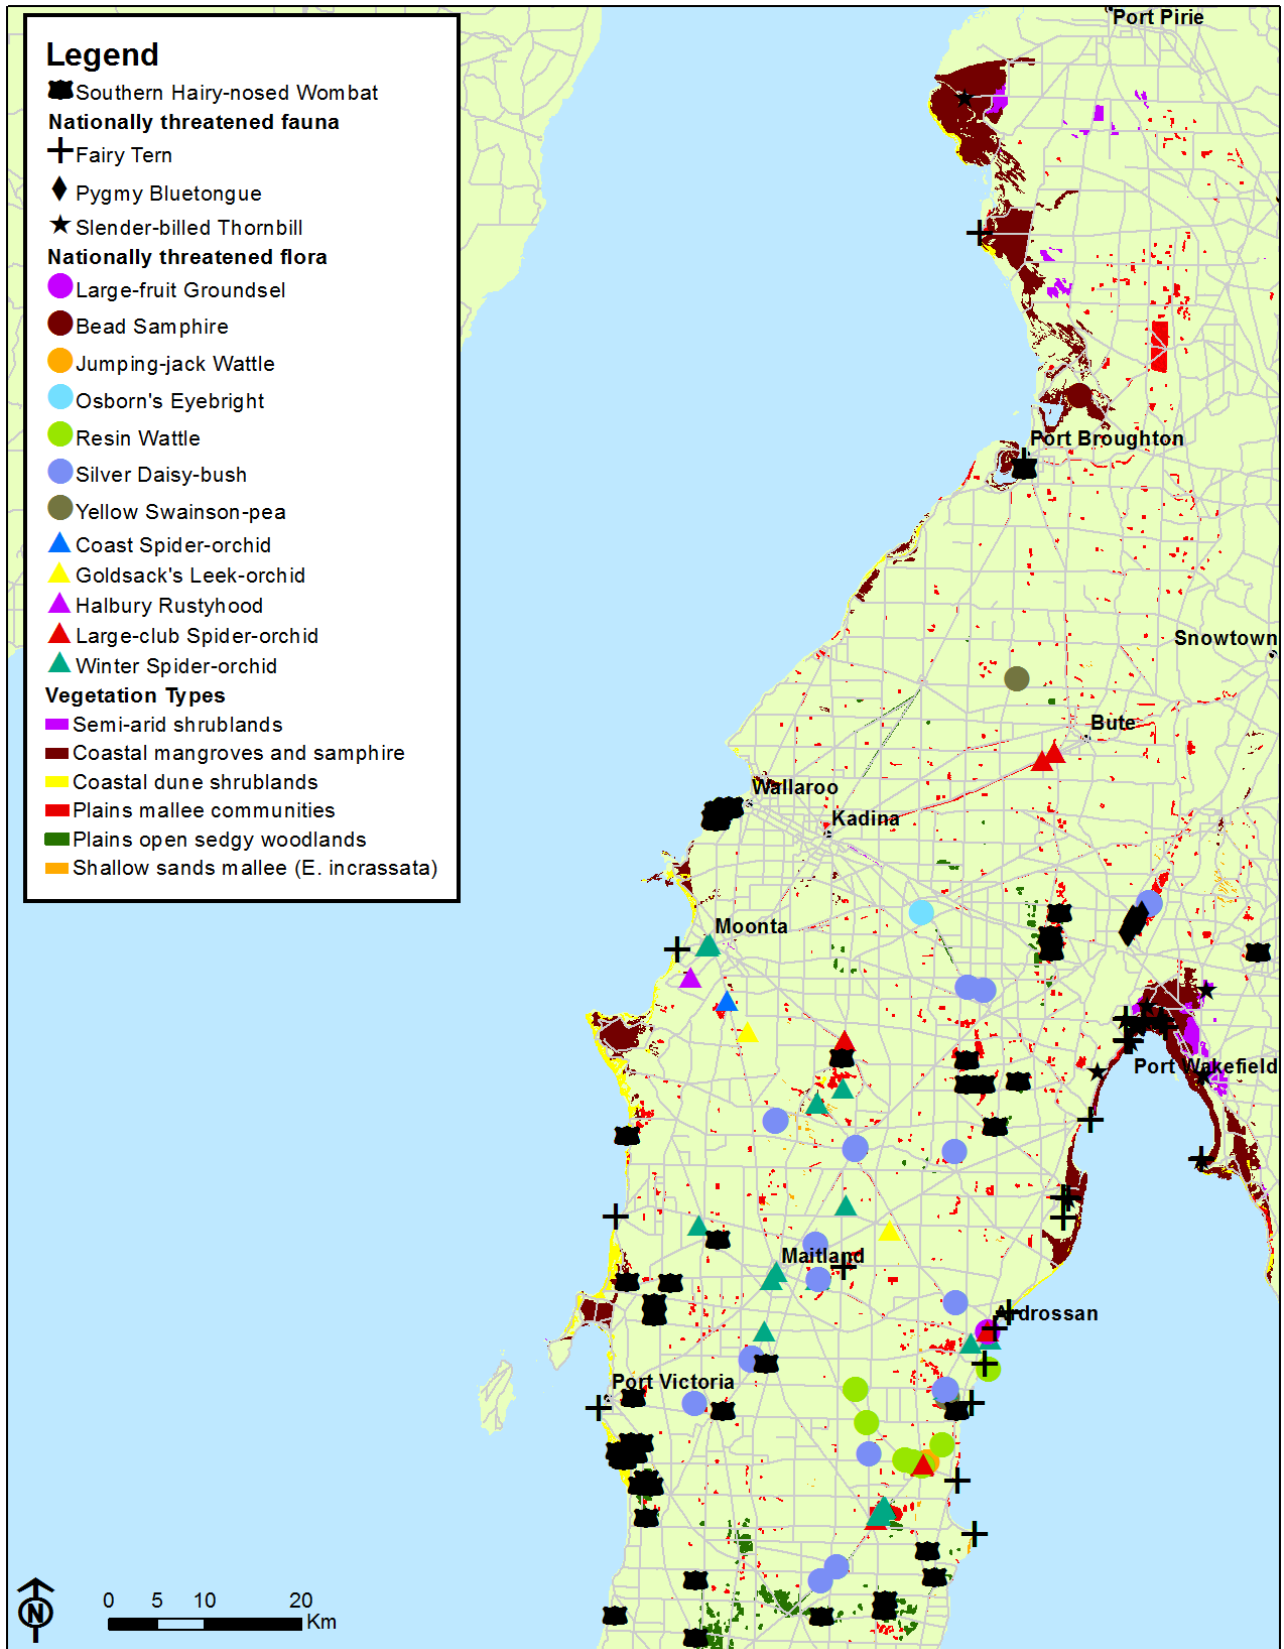 Port Pirie
Legend
Southern Hairy-nosed Wombat
Nationally threatened fauna
Fairy Tern
Pygmy Bluetongue
Slender-billed Thornbill
Nationally threatened flora
Large-fruit Groundsel
Bead Samphire
Jumping-jack Wattle
Osborn's Eyebright
Resin Wattle
Silver Daisy-bush
Yellow Swainson-pea
Coast Spider-orchid
Goldsack's Leek-orchid
Halbury Rustyhood
Large-club Spider-orchid
Winter Spider-orchid
Vegetation Types
Semi-arid shrublands
Coastal mangroves and samphire
Coastal dune shrublands
Plains mallee communities
Plains open sedgy woodlands
Shallow sands mallee (E. incrassata)
Port Broughton
Snowtown
Bute
Wallaroo
Kadina
Moonta
Port Wakefield
Maitland
Ardrossan
Port Victoria
N
0 5 10 20
Km